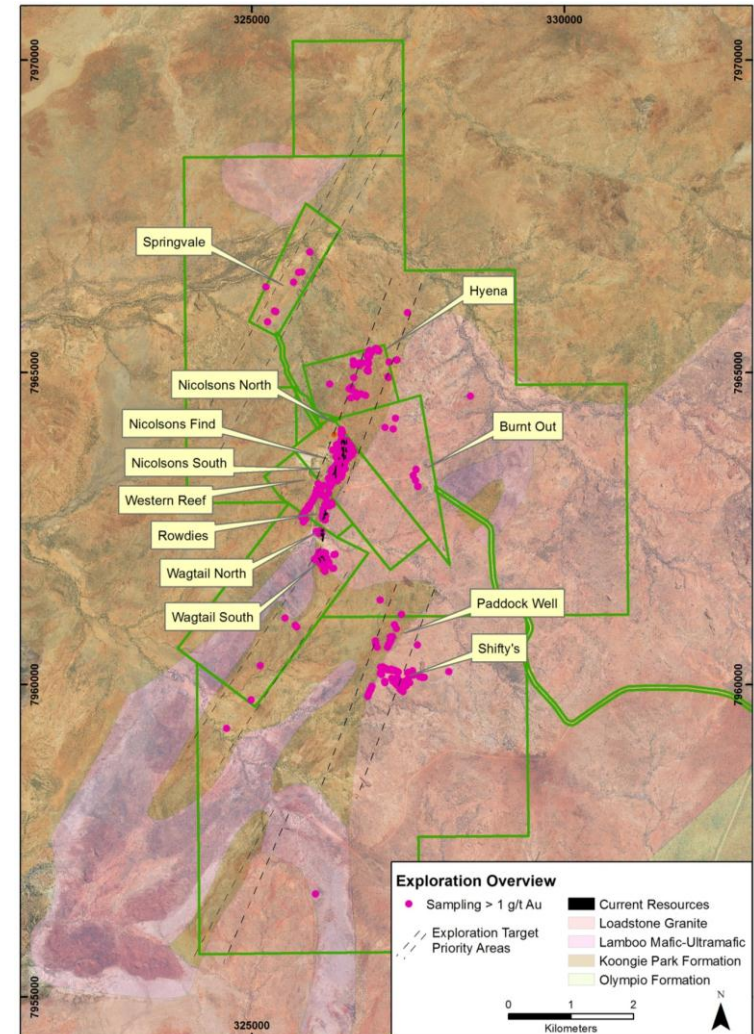 325000
330000
7970000
7970000
Springvale
Hyena
7965000
7965000
Nicolsons North
Nicolsons Find
Burnt Out
Nicolsons South
Western Reef
Rowdies
Wagtail North
Paddock Well
Wagtail South
Shifty's
7960000
7960000
Exploration Overview
Sampling > 1 g/t Au
Exploration Target
Priority Areas
Current Resources
Loadstone Granite
Lamboo Mafic-Ultramafic
Koongie Park Formation
Olympio Formation
N
0 1 2
Kilometers
7955000
325000